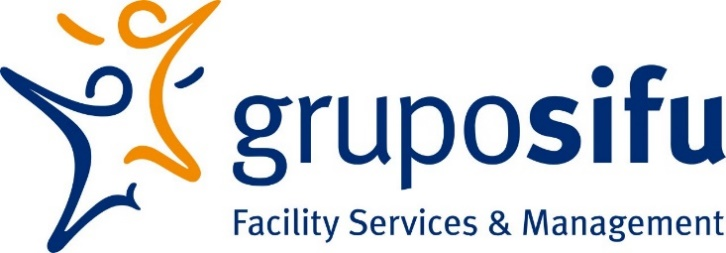 gruposifu
Facility Services & Management